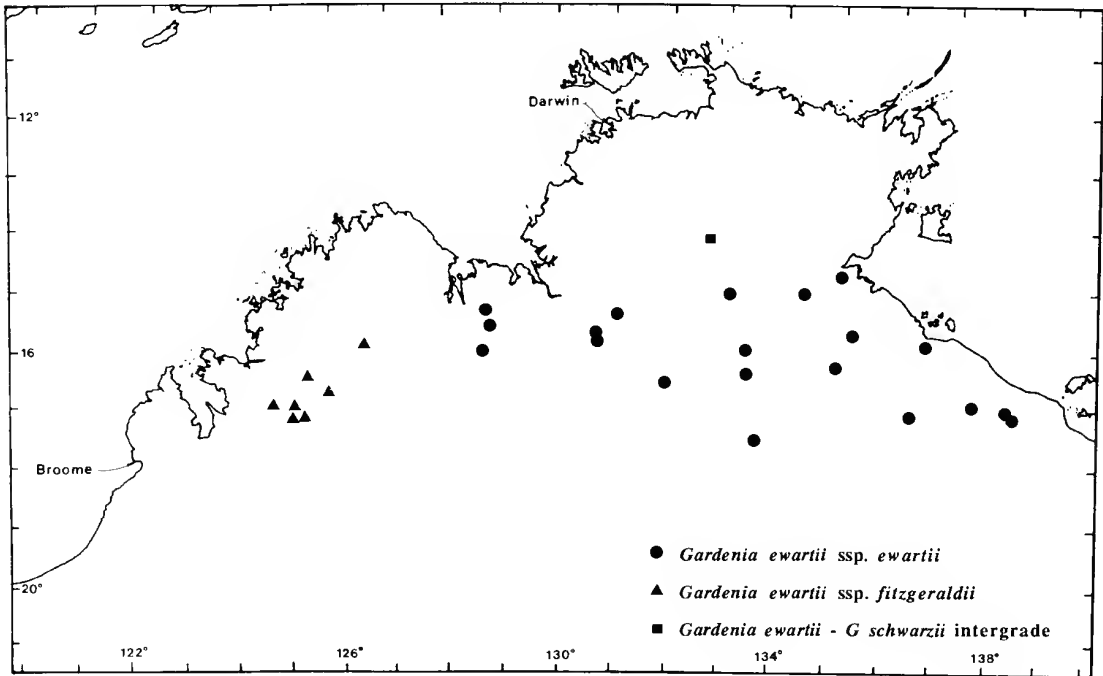 Darwin
12°
16
Broome
Gardenia ewartii ssp. ewartii
Gardenia ewartii ssp. fitzgeraldii
20°
Gardenia ewartii - G schwarzii intergrade
122°
126°
130°
134°
138°